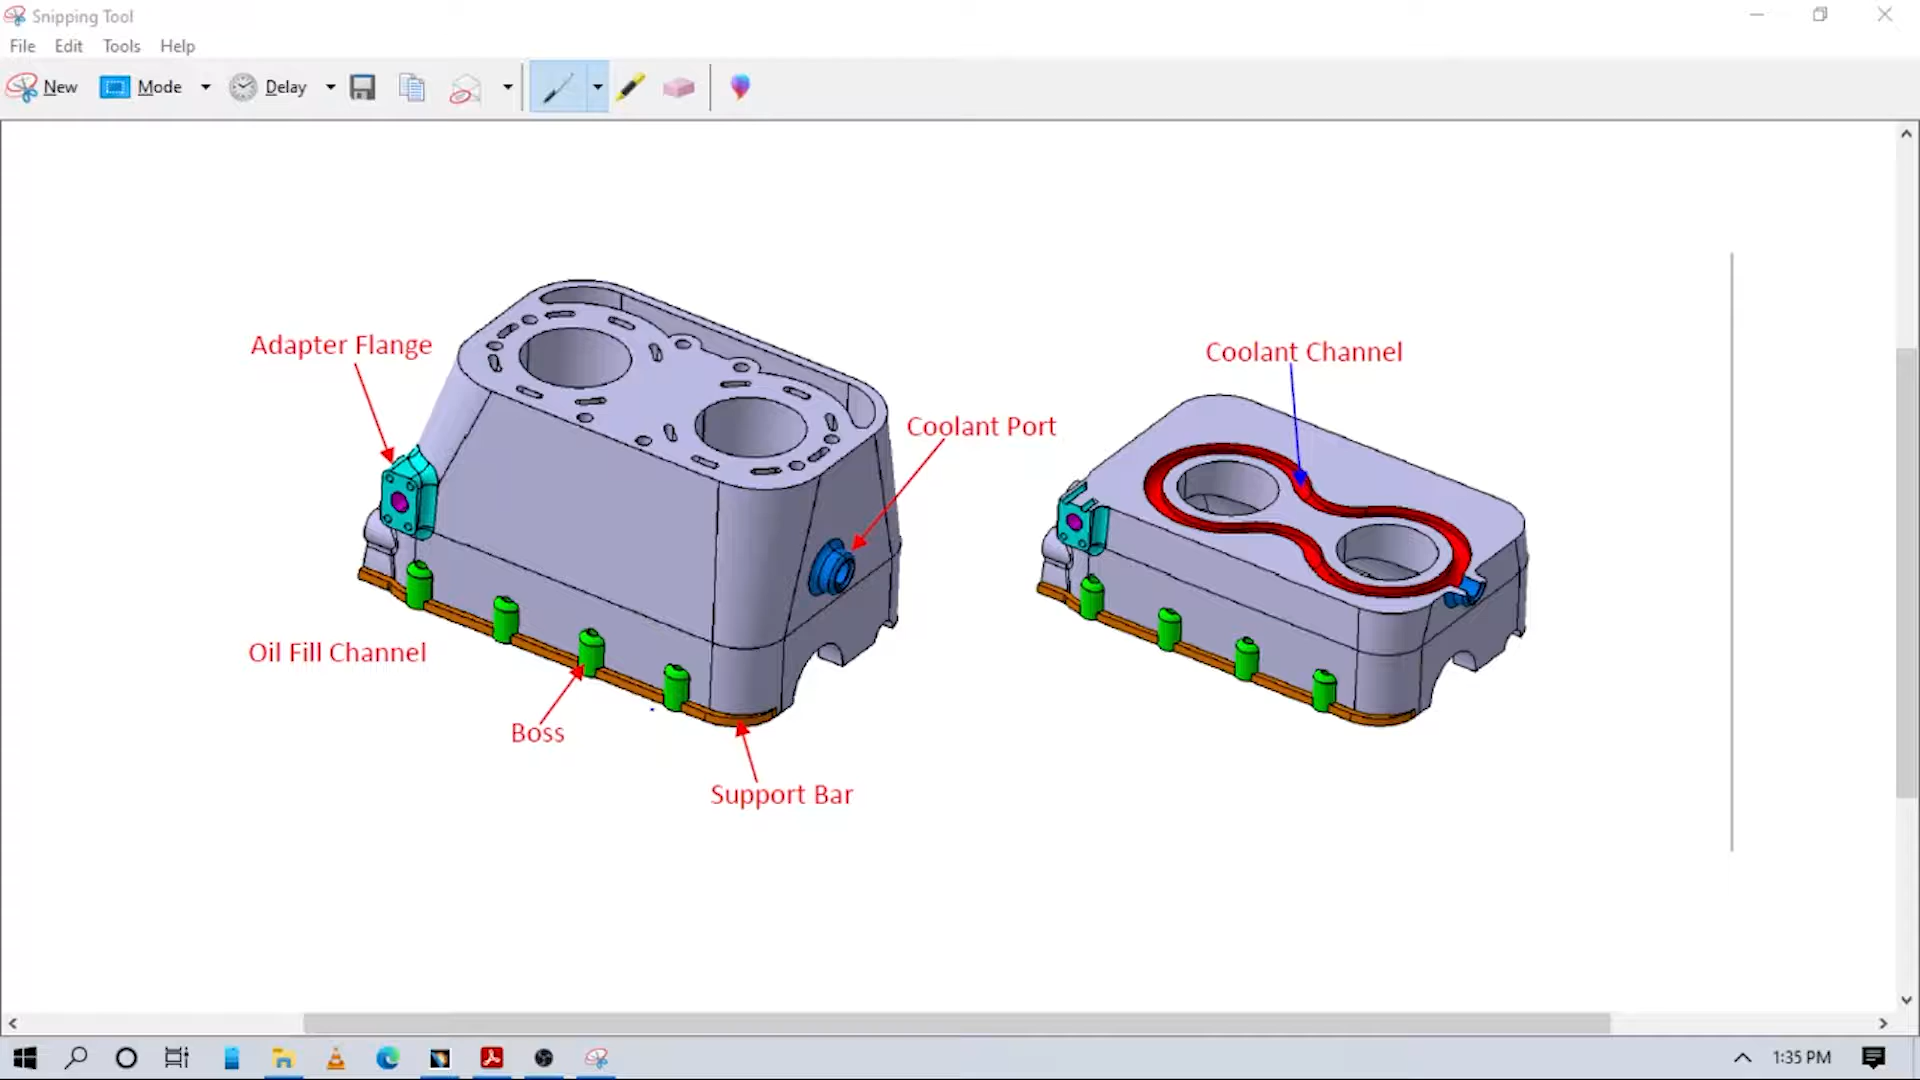 Snipping Tool
File Edit Tools Help
New Mode Delay
Adapter Flange
Coolant Channel
Coolant Port
Oil Fill Channel
Boss
Support Bar
1:35 PM